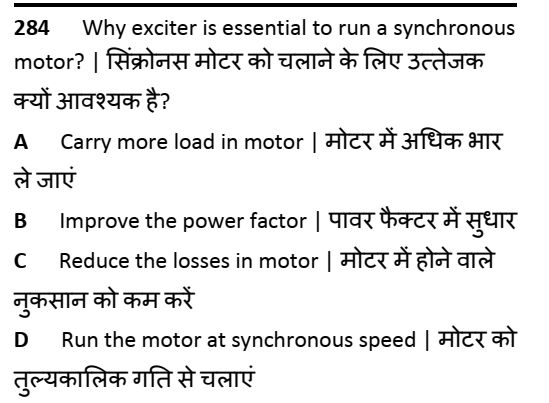 284 Why exciter is essential to run a synchronous
motor? | सिंक्रोनस मोटर को चलाने के लिए उत्तेजक
क्यों आवश्यक है?
A Carry more load in motor | मोटर में अधिक भार
ले जाएं
B Improve the power factor | पावर फैक्टर में सुधार
C Reduce the losses in motor | मोटर में होने वाले
नुकसान को कम करें
D Run the motor at synchronous speed | मोटर को
तुल्यकालिक गति से चलाएं